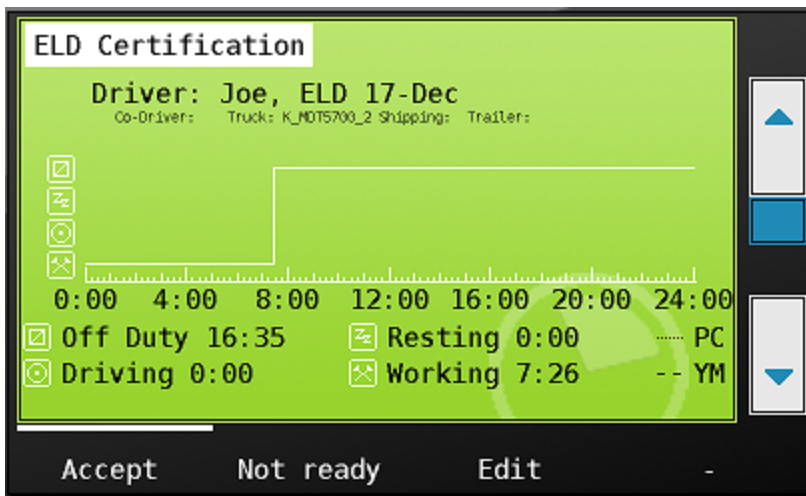 ELD Certification
Driver: Joe, ELD 17-Dec
Co-Driver: Truck: K_MDT5700_2 Shipping: Trailer:
0:00 4:00 8:00 12:00 16:00 20:00 24:00
Off Duty 16:35 Resting 0:00 ...... PC
Driving 0:00 Working 7:26 -- YM
Accept Not ready Edit -